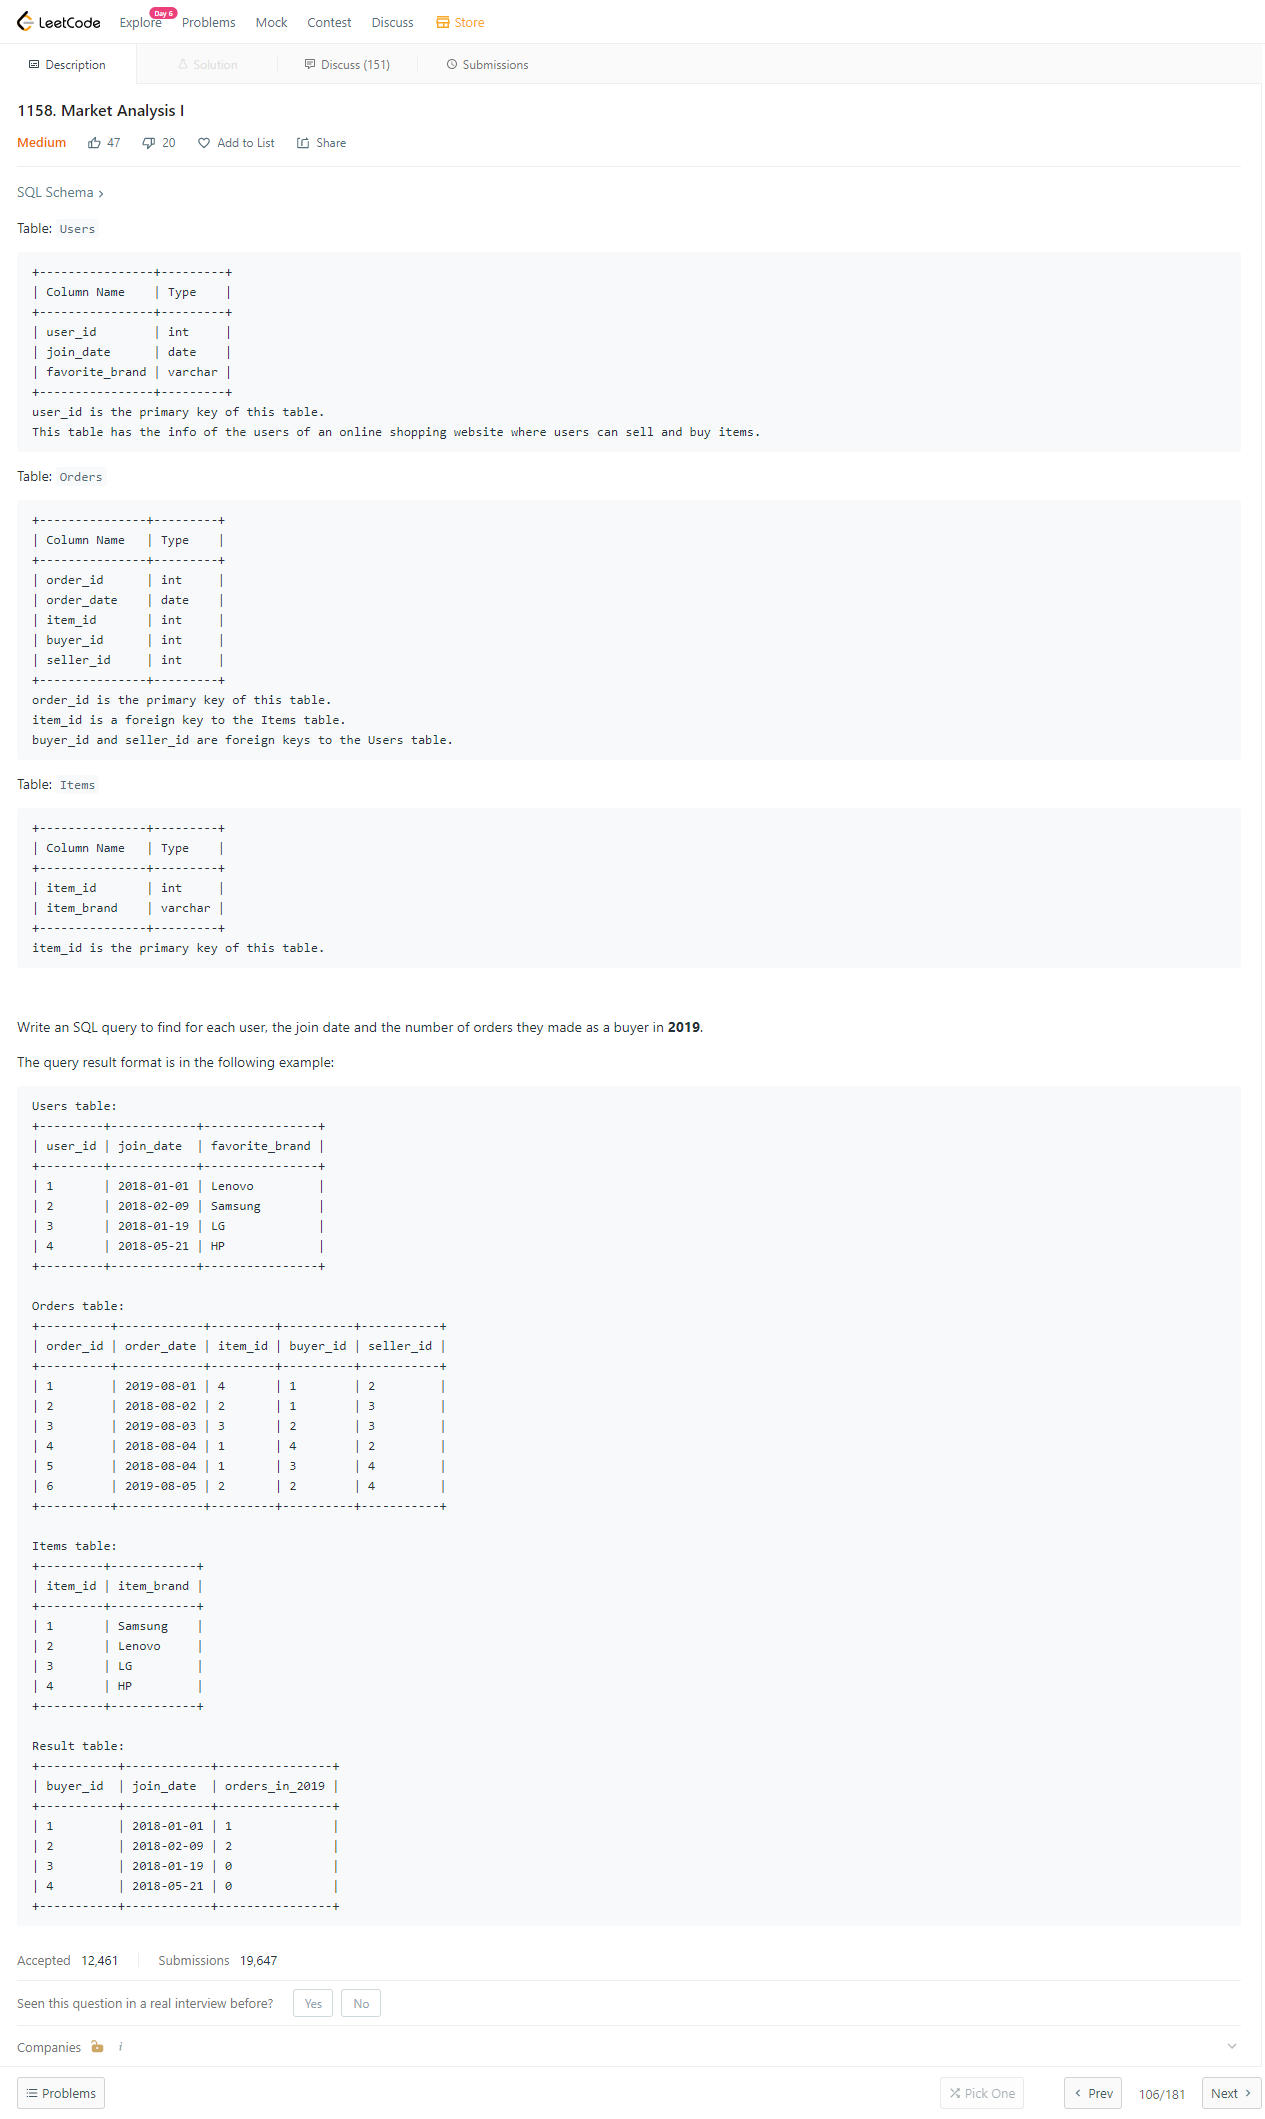 LeetCode Explore Day 6 Problems Mock Contest Discuss Store
Description Solution Discuss (151) Submissions
1158. Market Analysis I
Medium 47 20 Add to List Share
SQL Schema ›
Table: Users
+----------------+---------+
| Column Name    | Type    |
+----------------+---------+
| user_id        | int     |
| join_date      | date    |
| favorite_brand | varchar |
+----------------+---------+
user_id is the primary key of this table.
This table has the info of the users of an online shopping website where users can sell and buy items.
Table: Orders
+---------------+---------+
| Column Name   | Type    |
+---------------+---------+
| order_id      | int     |
| order_date    | date    |
| item_id       | int     |
| buyer_id      | int     |
| seller_id     | int     |
+---------------+---------+
order_id is the primary key of this table.
item_id is a foreign key to the Items table.
buyer_id and seller_id are foreign keys to the Users table.
Table: Items
+---------------+---------+
| Column Name   | Type    |
+---------------+---------+
| item_id       | int     |
| item_brand    | varchar |
+---------------+---------+
item_id is the primary key of this table.
Write an SQL query to find for each user, the join date and the number of orders they made as a buyer in 2019.
The query result format is in the following example:
Users table:
+---------+------------+----------------+
| user_id | join_date  | favorite_brand |
+---------+------------+----------------+
| 1       | 2018-01-01 | Lenovo         |
| 2       | 2018-02-09 | Samsung        |
| 3       | 2018-01-19 | LG             |
| 4       | 2018-05-21 | HP             |
+---------+------------+----------------+
Orders table:
+----------+------------+---------+----------+-----------+
| order_id | order_date | item_id | buyer_id | seller_id |
+----------+------------+---------+----------+-----------+
| 1        | 2019-08-01 | 4       | 1        | 2         |
| 2        | 2018-08-02 | 2       | 1        | 3         |
| 3        | 2019-08-03 | 3       | 2        | 3         |
| 4        | 2018-08-04 | 1       | 4        | 2         |
| 5        | 2018-08-04 | 1       | 3        | 4         |
| 6        | 2019-08-05 | 2       | 2        | 4         |
+----------+------------+---------+----------+-----------+
Items table:
+---------+------------+
| item_id | item_brand |
+---------+------------+
| 1       | Samsung    |
| 2       | Lenovo     |
| 3       | LG         |
| 4       | HP         |
+---------+------------+
Result table:
+-----------+------------+----------------+
| buyer_id  | join_date  | orders_in_2019 |
+-----------+------------+----------------+
| 1         | 2018-01-01 | 1              |
| 2         | 2018-02-09 | 2              |
| 3         | 2018-01-19 | 0              |
| 4         | 2018-05-21 | 0              |
+-----------+------------+----------------+
Accepted 12,461 Submissions 19,647
Seen this question in a real interview before? Yes No
Companies i
Problems Pick One ‹ Prev 106/181 Next ›